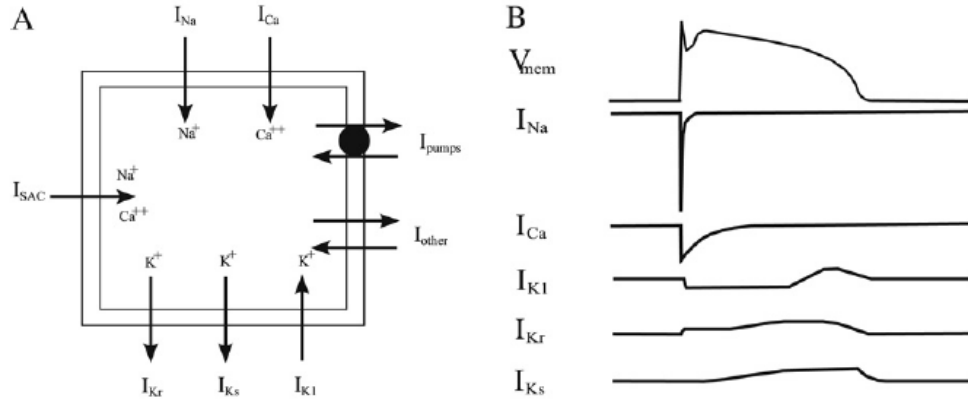 A
I_Na
I_Ca
Na+
Ca++
I_pumps
I_SAC
Na+
Ca++
I_other
K+
K+
K+
I_Kr
I_Ks
I_K1
B
V_mem
I_Na
I_Ca
I_K1
I_Kr
I_Ks